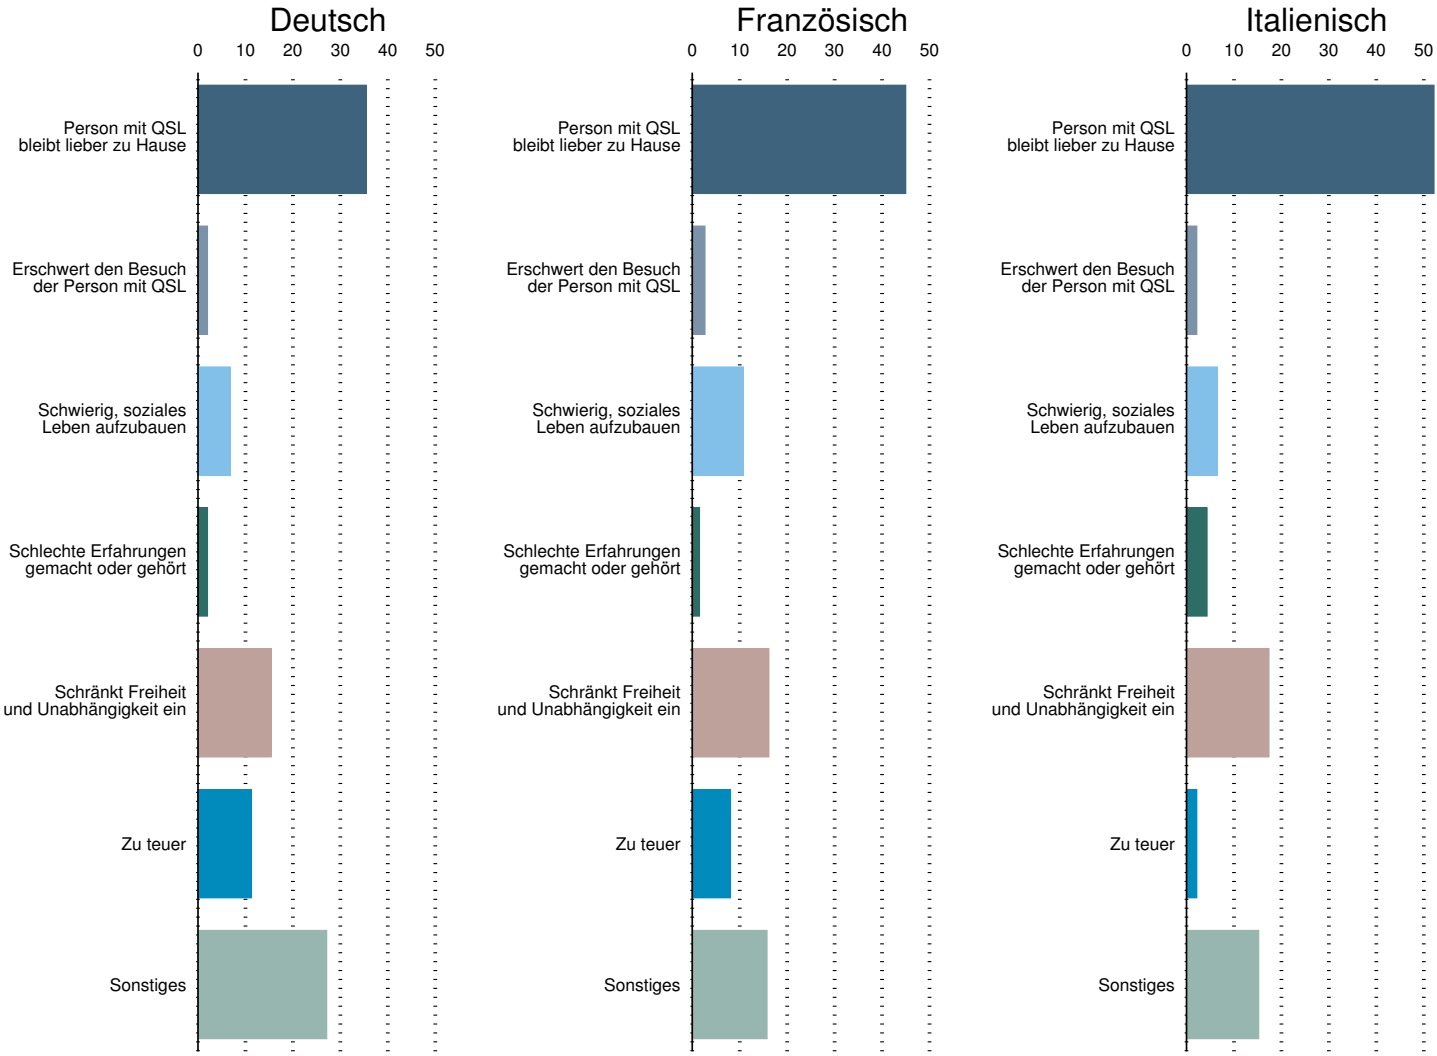 Deutsch
0 10 20 30 40 50
Person mit QSL
bleibt lieber zu Hause
Erschwert den Besuch
der Person mit QSL
Schwierig, soziales
Leben aufzubauen
Schlechte Erfahrungen
gemacht oder gehört
Schränkt Freiheit
und Unabhängigkeit ein
Zu teuer
Sonstiges
Französisch
0 10 20 30 40 50
Person mit QSL
bleibt lieber zu Hause
Erschwert den Besuch
der Person mit QSL
Schwierig, soziales
Leben aufzubauen
Schlechte Erfahrungen
gemacht oder gehört
Schränkt Freiheit
und Unabhängigkeit ein
Zu teuer
Sonstiges
Italienisch
0 10 20 30 40 50
Person mit QSL
bleibt lieber zu Hause
Erschwert den Besuch
der Person mit QSL
Schwierig, soziales
Leben aufzubauen
Schlechte Erfahrungen
gemacht oder gehört
Schränkt Freiheit
und Unabhängigkeit ein
Zu teuer
Sonstiges